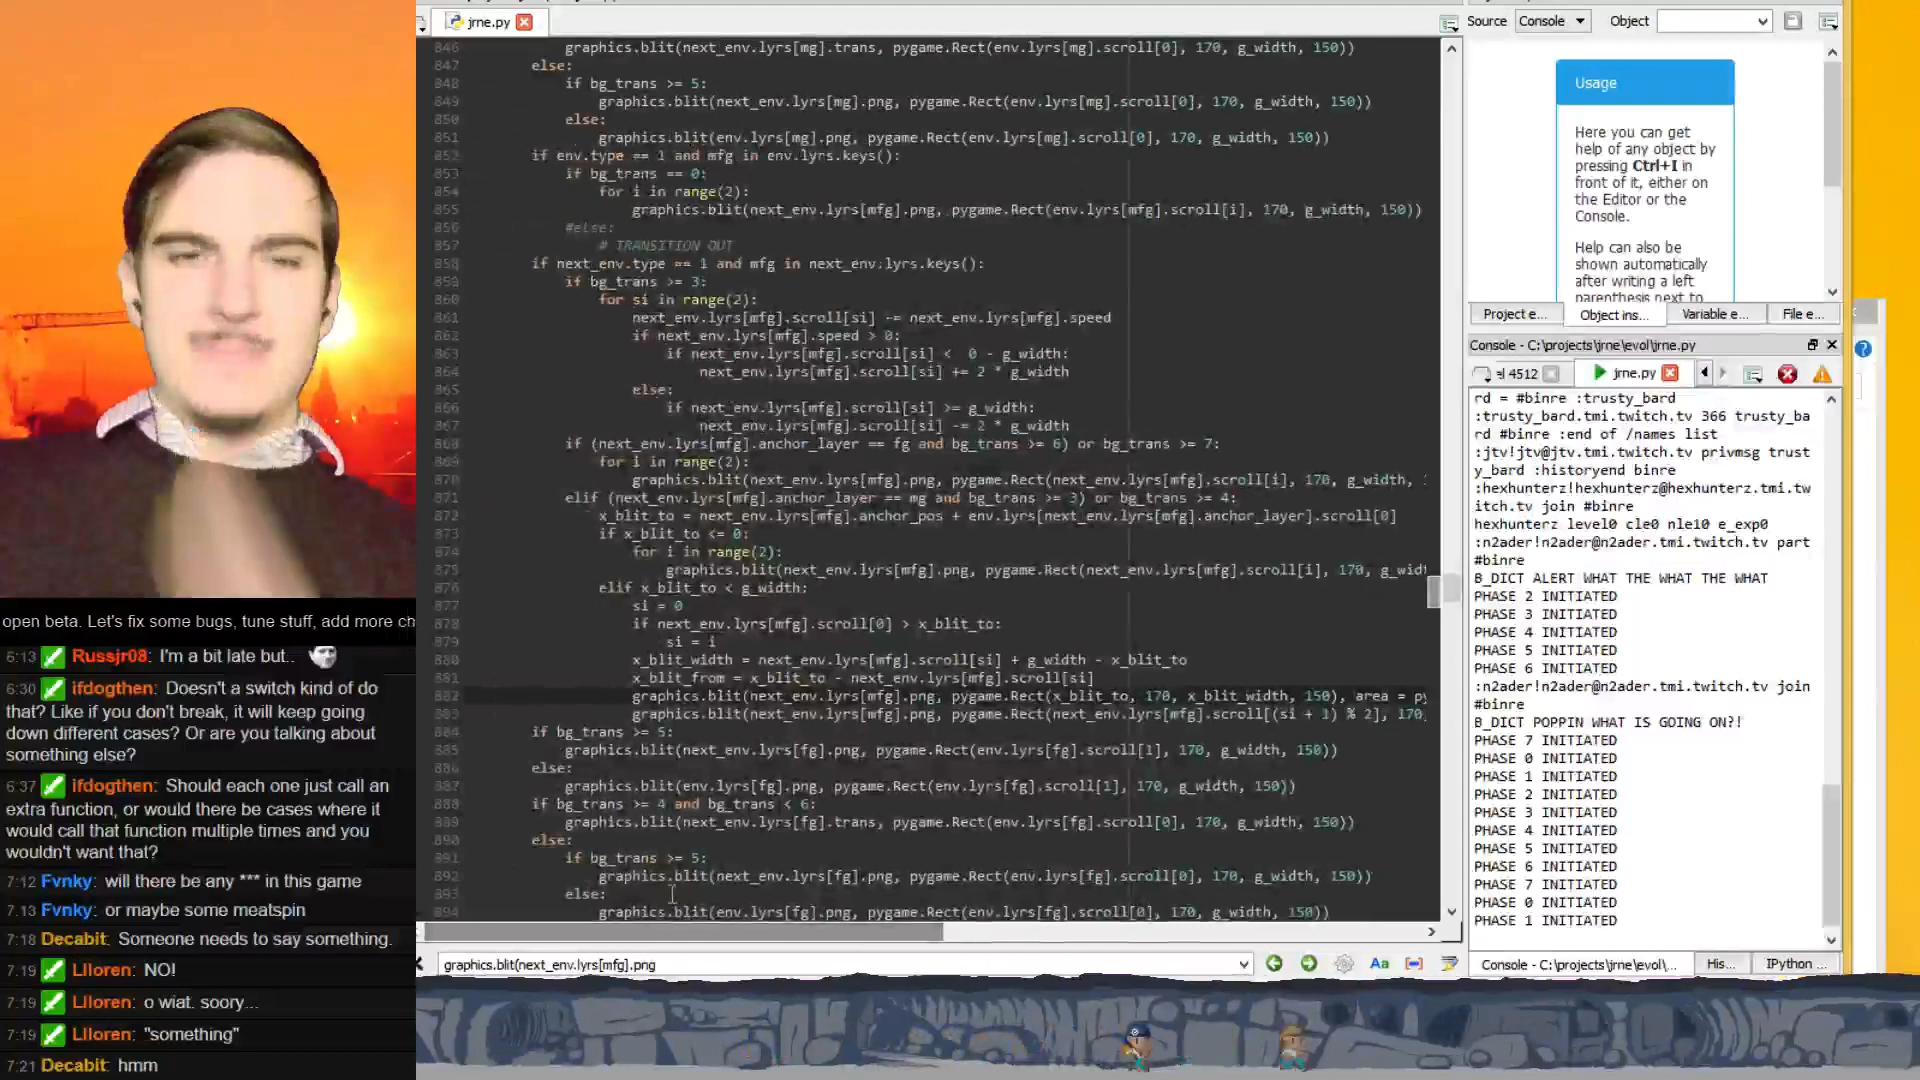 open beta. Let's fix some bugs, tune stuff, add more ch
6:13 Russjr08: I'm a bit late but..
6:30 ifdogthen: Doesn't a switch kind of do
that? Like if you don't break, it will keep going
down different cases? Or are you talking about
something else?
6:37 ifdogthen: Should each one just call an
extra function, or would there be cases where it
would call that function multiple times and you
wouldn't want that?
7:12 Fvnky: will there be any *** in this game
7:13 Fvnky: or maybe some meatspin
7:18 Decabit: Someone needs to say something.
7:19 Llloren: NO!
7:19 Llloren: o wiat. soory...
7:19 Llloren: "something"
7:21 Decabit: hmm
jrne.py
846 graphics.blit(next_env.lyrs[mg].trans, pygame.Rect(env.lyrs[mg].scroll[0], 170, g_width, 150))
847 else:
848 if bg_trans >= 5:
849 graphics.blit(next_env.lyrs[mg].png, pygame.Rect(env.lyrs[mg].scroll[0], 170, g_width, 150))
850 else:
851 graphics.blit(env.lyrs[mg].png, pygame.Rect(env.lyrs[mg].scroll[0], 170, g_width, 150))
852 if env.type == 1 and mfg in env.lyrs.keys():
853 if bg_trans == 0:
854 for i in range(2):
855 graphics.blit(next_env.lyrs[mfg].png, pygame.Rect(env.lyrs[mfg].scroll[i], 170, g_width, 150))
856 #else:
857 # TRANSITION OUT
858 if next_env.type == 1 and mfg in next_env.lyrs.keys():
859 if bg_trans >= 3:
860 for si in range(2):
861 next_env.lyrs[mfg].scroll[si] -= next_env.lyrs[mfg].speed
862 if next_env.lyrs[mfg].speed > 0:
863 if next_env.lyrs[mfg].scroll[si] < 0 - g_width:
864 next_env.lyrs[mfg].scroll[si] += 2 * g_width
865 else:
866 if next_env.lyrs[mfg].scroll[si] >= g_width:
867 next_env.lyrs[mfg].scroll[si] -= 2 * g_width
868 if (next_env.lyrs[mfg].anchor_layer == fg and bg_trans >= 6) or bg_trans >= 7:
869 for i in range(2):
870 graphics.blit(next_env.lyrs[mfg].png, pygame.Rect(next_env.lyrs[mfg].scroll[i], 170, g_width,
871 elif (next_env.lyrs[mfg].anchor_layer == mg and bg_trans >= 3) or bg_trans >= 4:
872 x_blit_to = next_env.lyrs[mfg].anchor_pos + env.lyrs[next_env.lyrs[mfg].anchor_layer].scroll[0]
873 if x_blit_to <= 0:
874 for i in range(2):
875 graphics.blit(next_env.lyrs[mfg].png, pygame.Rect(next_env.lyrs[mfg].scroll[i], 170, g_widt
876 elif x_blit_to < g_width:
877 si = 0
878 if next_env.lyrs[mfg].scroll[0] > x_blit_to:
879 si = i
880 x_blit_width = next_env.lyrs[mfg].scroll[si] + g_width - x_blit_to
881 x_blit_from = x_blit_to - next_env.lyrs[mfg].scroll[si]
882 graphics.blit(next_env.lyrs[mfg].png, pygame.Rect(x_blit_to, 170, x_blit_width, 150), area = py
883 graphics.blit(next_env.lyrs[mfg].png, pygame.Rect(next_env.lyrs[mfg].scroll[(si + 1) % 2], 170,
884 if bg_trans >= 5:
885 graphics.blit(next_env.lyrs[fg].png, pygame.Rect(env.lyrs[fg].scroll[1], 170, g_width, 150))
886 else:
887 graphics.blit(env.lyrs[fg].png, pygame.Rect(env.lyrs[fg].scroll[1], 170, g_width, 150))
888 if bg_trans >= 4 and bg_trans < 6:
889 graphics.blit(next_env.lyrs[fg].trans, pygame.Rect(env.lyrs[fg].scroll[0], 170, g_width, 150))
890 else:
891 if bg_trans >= 5:
892 graphics.blit(next_env.lyrs[fg].png, pygame.Rect(env.lyrs[fg].scroll[0], 170, g_width, 150))
893 else:
894 graphics.blit(env.lyrs[fg].png, pygame.Rect(env.lyrs[fg].scroll[0], 170, g_width, 150))
graphics.blit(next_env.lyrs[mfg].png
Aa
Source Console Object
Usage
Here you can get
help of any object by
pressing Ctrl+I in
front of it, either on
the Editor or the
Console.
Help can also be
shown automatically
after writing a left
parenthesis next to
Project e... Object ins... Variable e... File e...
Console - C:\projects\jrne\evol\jrne.py
4512 jrne.py
rd = #binre :trusty_bard
:trusty_bard.tmi.twitch.tv 366 trusty_ba
rd #binre :end of /names list
:jtv!jtv@jtv.tmi.twitch.tv privmsg trust
y_bard :historyend binre
:hexhunterz!hexhunterz@hexhunterz.tmi.tw
itch.tv join #binre
hexhunterz level0 cle0 nle10 e_exp0
:n2ader!n2ader@n2ader.tmi.twitch.tv part
#binre
B_DICT ALERT WHAT THE WHAT THE WHAT
PHASE 2 INITIATED
PHASE 3 INITIATED
PHASE 4 INITIATED
PHASE 5 INITIATED
PHASE 6 INITIATED
:n2ader!n2ader@n2ader.tmi.twitch.tv join
#binre
B_DICT POPPIN WHAT IS GOING ON?!
PHASE 7 INITIATED
PHASE 0 INITIATED
PHASE 1 INITIATED
PHASE 2 INITIATED
PHASE 3 INITIATED
PHASE 4 INITIATED
PHASE 5 INITIATED
PHASE 6 INITIATED
PHASE 7 INITIATED
PHASE 0 INITIATED
PHASE 1 INITIATED
Console - C:\projects\jrne\evol\... His... IPython ...